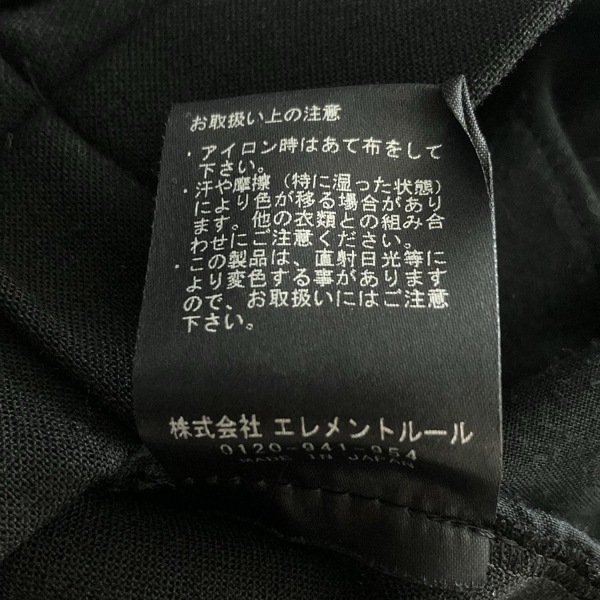 お取扱い上の注意
・アイロン時はあて布をして
下さい。
・汗や摩擦（特に湿った状態）
により色が移る場合があり
ます。他の衣類との組み合
わせにご注意ください。
・この製品は、直射日光等に
より変色する事があります
ので、お取扱いにはご注意
下さい。
株式会社 エレメントルール
0120-941-954
MADE IN JAPAN